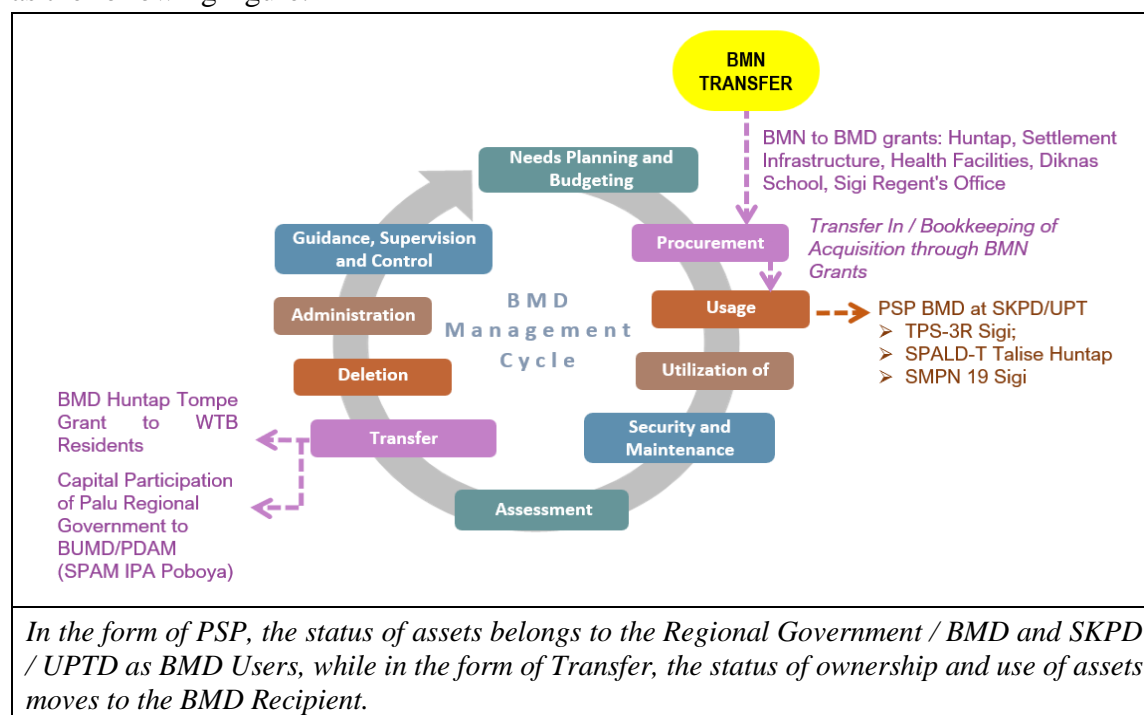 BMN
TRANSFER
BMN to BMD grants: Huntap, Settlement
Infrastructure, Health Facilities, Diknas
School, Sigi Regent's Office
Needs Planning and
Budgeting
Guidance, Supervision
and Control
Procurement
Transfer In / Bookkeeping of
Acquisition through BMN
Grants
Administration
BMD
Management
Cycle
Usage
PSP BMD at SKPD/UPT
➢ TPS-3R Sigi;
➢ SPALD-T Talise Huntap
➢ SMPN 19 Sigi
Deletion
Utilization of
BMD Huntap Tompe
Grant to WTB
Residents
Transfer
Security and
Maintenance
Capital Participation
of Palu Regional
Government to
BUMD/PDAM
(SPAM IPA Poboya)
Assessment
In the form of PSP, the status of assets belongs to the Regional Government / BMD and SKPD
/ UPTD as BMD Users, while in the form of Transfer, the status of ownership and use of assets
moves to the BMD Recipient.